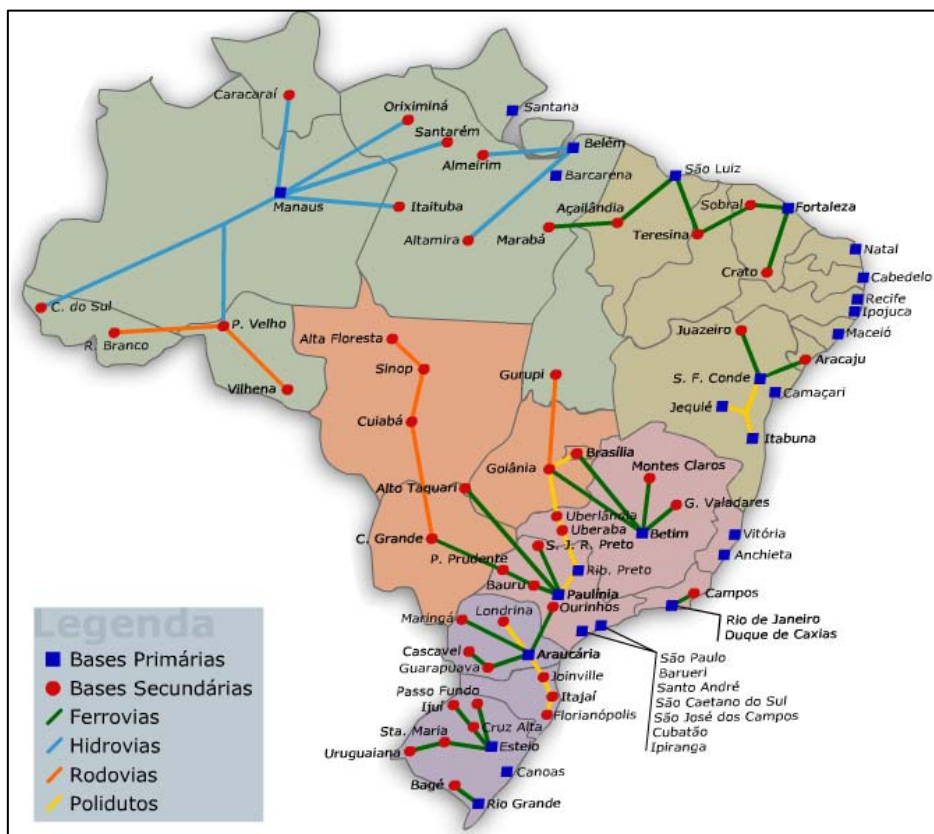 Caracaraí
Oriximiná
Santana
Santarém
Almeirim
Belém
Barcarena
São Luiz
Manaus
Itaituba
Açailândia
Sobral
Fortaleza
Altamira
Marabá
Teresina
Natal
Crato
Cabedelo
C. do Sul
Recife
Ipojuca
P. Velho
R. Branco
Alta Floresta
Juazeiro
Maceió
Aracaju
Sinop
Gurupi
S. F. Conde
Vilhena
Camaçari
Jequié
Cuiabá
Itabuna
Brasília
Goiânia
Montes Claros
Alto Taquari
G. Valadares
Uberlândia
Uberaba
Betim
Vitória
C. Grande
S. J. R. Preto
Anchieta
P. Prudente
Rib. Preto
Bauru
Paulínia
Campos
Ourinhos
Londrina
Maringá
Rio de Janeiro
Duque de Caxias
Cascavel
Araucária
Guarapuava
São Paulo
Barueri
Santo André
São Caetano do Sul
São José dos Campos
Cubatão
Ipiranga
Joinville
Passo Fundo
Itajaí
Ijuí
Florianópolis
Cruz Alta
Sta. Maria
Esteio
Uruguaiana
Canoas
Bagé
Rio Grande
Legenda
Bases Primárias
Bases Secundárias
Ferrovias
Hidrovias
Rodovias
Polidutos